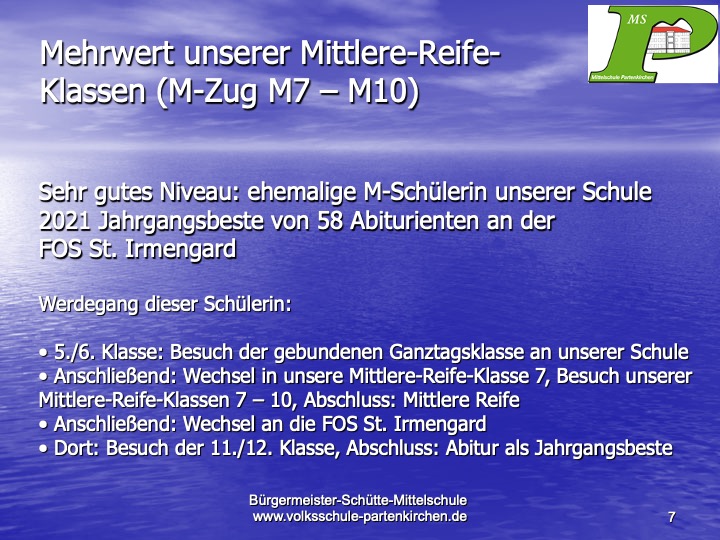 MS
Mittelschule Partenkirchen
Mehrwert unserer Mittlere-Reife-
Klassen (M-Zug M7 – M10)
Sehr gutes Niveau: ehemalige M-Schülerin unserer Schule
2021 Jahrgangsbeste von 58 Abiturienten an der
FOS St. Irmengard
Werdegang dieser Schülerin:
• 5./6. Klasse: Besuch der gebundenen Ganztagsklasse an unserer Schule
• Anschließend: Wechsel in unsere Mittlere-Reife-Klasse 7, Besuch unserer
Mittlere-Reife-Klassen 7 – 10, Abschluss: Mittlere Reife
• Anschließend: Wechsel an die FOS St. Irmengard
• Dort: Besuch der 11./12. Klasse, Abschluss: Abitur als Jahrgangsbeste
Bürgermeister-Schütte-Mittelschule
www.volksschule-partenkirchen.de
7